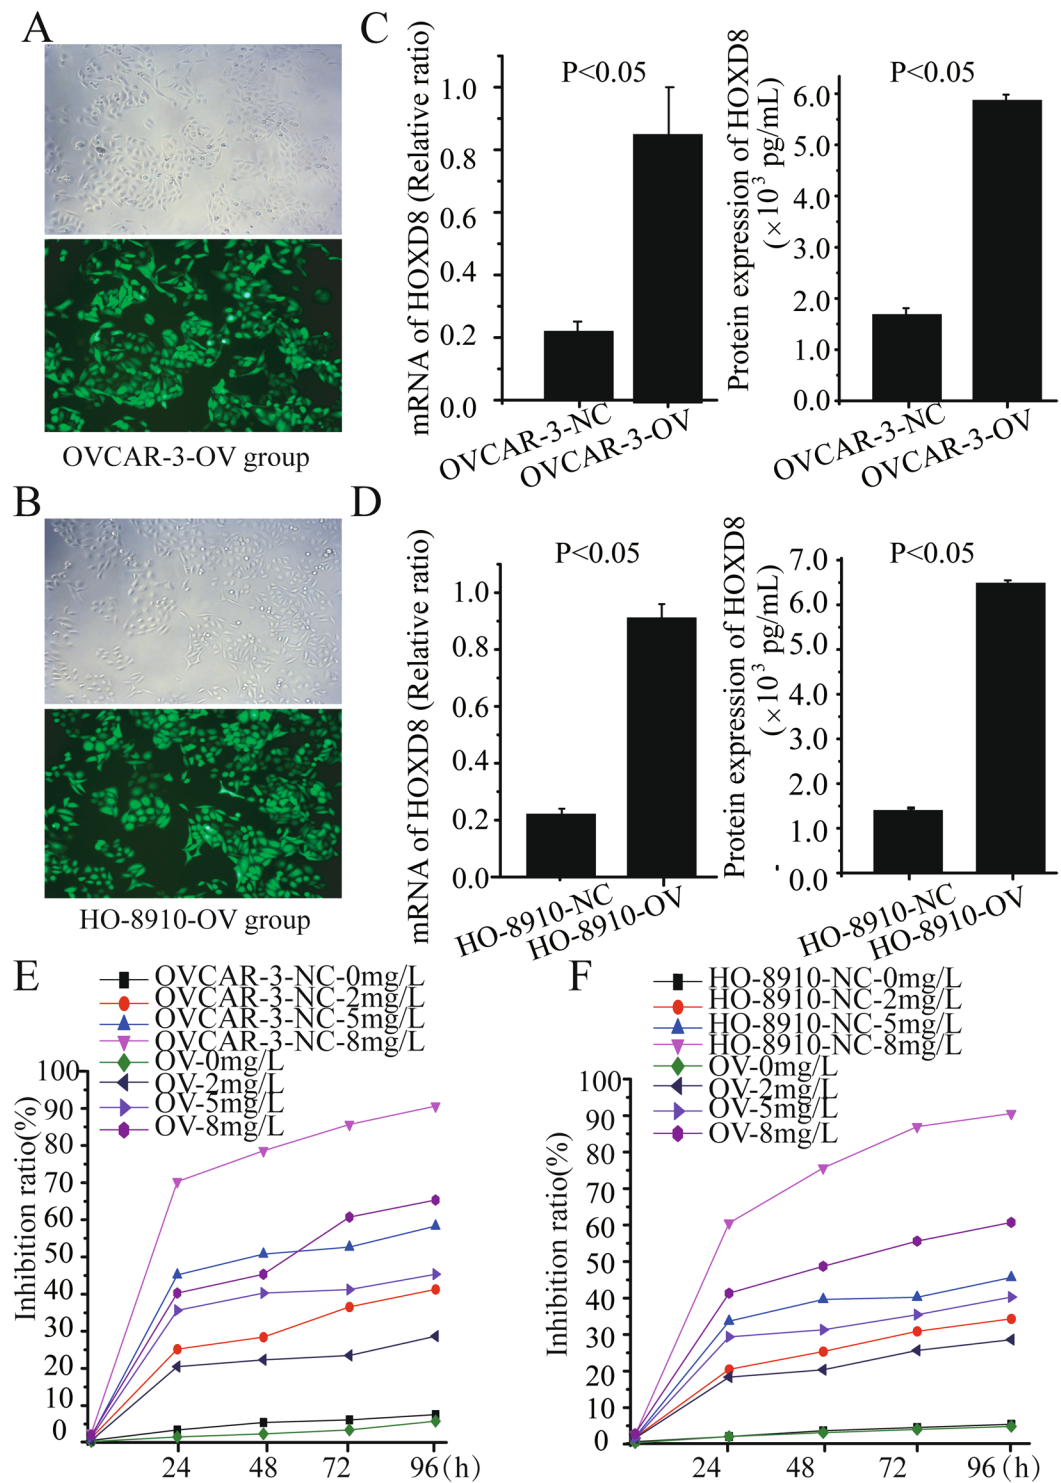 A
OVCAR-3-OV group
B
HO-8910-OV group
C
mRNA of HOXD8 (Relative ratio)
P<0.05
1.0
0.8
0.6
0.4
0.2
0.0
OVCAR-3-NC
OVCAR-3-OV
Protein expression of HOXD8
(×10³ pg/mL)
P<0.05
6.0
5.0
4.0
3.0
2.0
1.0
0.0
OVCAR-3-NC
OVCAR-3-OV
D
mRNA of HOXD8 (Relative ratio)
P<0.05
1.0
0.8
0.6
0.4
0.2
0.0
HO-8910-NC
HO-8910-OV
Protein expression of HOXD8
(×10³ pg/mL)
P<0.05
7.0
6.0
5.0
4.0
3.0
2.0
1.0
-
0.0
HO-8910-NC
HO-8910-OV
E
OVCAR-3-NC-0mg/L
OVCAR-3-NC-2mg/L
OVCAR-3-NC-5mg/L
OVCAR-3-NC-8mg/L
OV-0mg/L
OV-2mg/L
OV-5mg/L
OV-8mg/L
Inhibition ratio(%)
100
90
80
70
60
50
40
30
20
10
0
24 48 72 96(h)
F
HO-8910-NC-0mg/L
HO-8910-NC-2mg/L
HO-8910-NC-5mg/L
HO-8910-NC-8mg/L
OV-0mg/L
OV-2mg/L
OV-5mg/L
OV-8mg/L
Inhibition ratio(%)
100
90
80
70
60
50
40
30
20
10
0
24 48 72 96(h)